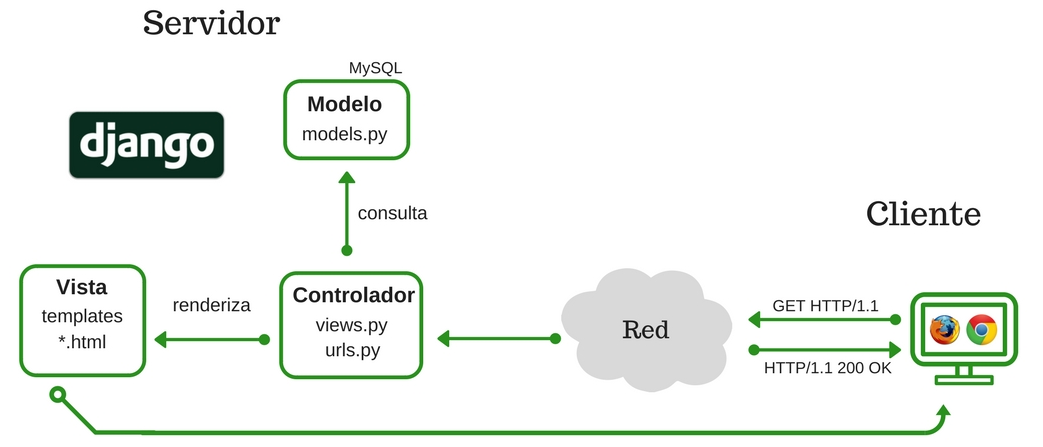 Servidor
MySQL
Modelo
models.py
django
consulta
Cliente
Vista
templates
*.html
renderiza
Controlador
views.py
urls.py
Red
GET HTTP/1.1
HTTP/1.1 200 OK